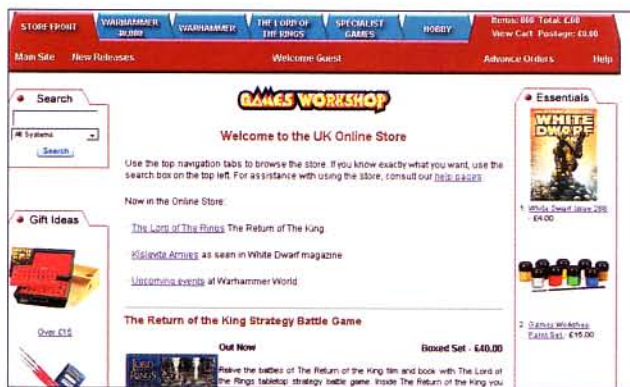 STOREFRONT
WARHAMMER 40,000
WARHAMMER
THE LORD OF THE RINGS
SPECIALIST GAMES
HOBBY
Items: 000 Total: £.00
View Cart Postage: £0.00
Main Site New Releases Welcome Guest Advance Orders Help
Search
All Systems
Search
Gift Ideas
Over £15
GAMES WORKSHOP
Welcome to the UK Online Store
Use the top navigation tabs to browse the store. If you know exactly what you want, use the
search box on the top left. For assistance with using the store, consult our help pages.
Now in the Online Store:
The Lord of The Rings The Return of The King
Kislevite Armies as seen in White Dwarf magazine
Upcoming events at Warhammer World
The Return of the King Strategy Battle Game
Out Now Boxed Set - £40.00
Relive the battles of The Return of the King film and book with The Lord of
the Rings tabletop strategy battle game. Inside The Return of the King you
Essentials
WHITE DWARF
1. White Dwarf Issue
- £4.00
2. Games Workshop
Paint Set - £15.00